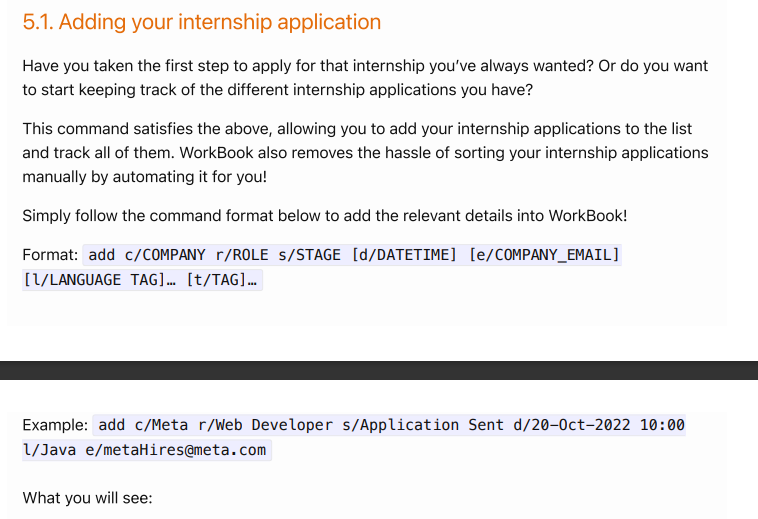 5.1. Adding your internship application
Have you taken the first step to apply for that internship you’ve always wanted? Or do you want
to start keeping track of the different internship applications you have?
This command satisfies the above, allowing you to add your internship applications to the list
and track all of them. WorkBook also removes the hassle of sorting your internship applications
manually by automating it for you!
Simply follow the command format below to add the relevant details into WorkBook!
Format: add c/COMPANY r/ROLE s/STAGE [d/DATETIME] [e/COMPANY_EMAIL]
[l/LANGUAGE TAG]… [t/TAG]…
Example: add c/Meta r/Web Developer s/Application Sent d/20-Oct-2022 10:00
l/Java e/metaHires@meta.com
What you will see: